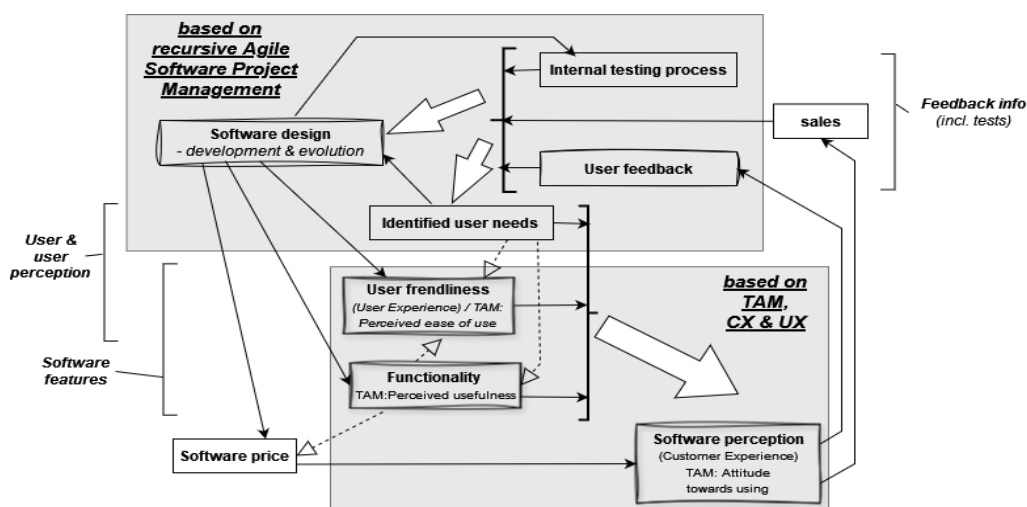 based on
recursive Agile
Software Project
Management
Internal testing process
Feedback info
(incl. tests)
sales
Software design
- development & evolution
User feedback
Identified user needs
User &
user
perception
User frendliness
(User Experience) / TAM:
Perceived ease of use
based on
TAM,
CX & UX
Software
features
Functionality
TAM:Perceived usefulness
Software price
Software perception
(Customer Experience)
TAM: Attitude
towards using